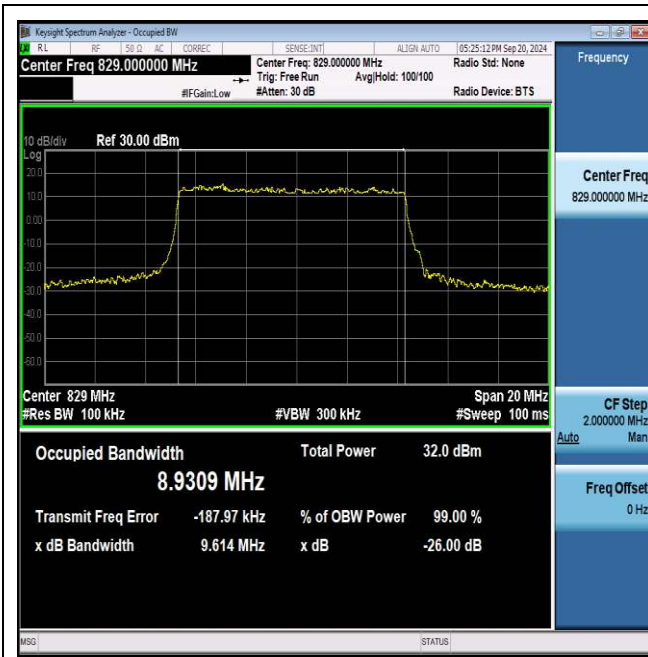 Keysight Spectrum Analyzer - Occupied BW
RL RF 50 Ω AC CORREC SENSE:INT ALIGN AUTO 05:25:12 PM Sep 20, 2024
Center Freq 829.000000 MHz
Center Freq: 829.000000 MHz Radio Std: None
Trig: Free Run Avg|Hold: 100/100
#IFGain:Low #Atten: 30 dB Radio Device: BTS
10 dB/div Ref 30.00 dBm
Log
20.0
10.0
0.00
-10.0
-20.0
-30.0
-40.0
-50.0
-60.0
Center 829 MHz Span 20 MHz
#Res BW 100 kHz #VBW 300 kHz #Sweep 100 ms
Occupied Bandwidth Total Power 32.0 dBm
8.9309 MHz
Transmit Freq Error -187.97 kHz % of OBW Power 99.00 %
x dB Bandwidth 9.614 MHz x dB -26.00 dB
MSG STATUS
Frequency
Center Freq
829.000000 MHz
CF Step
2.000000 MHz
Auto Man
Freq Offset
0 Hz